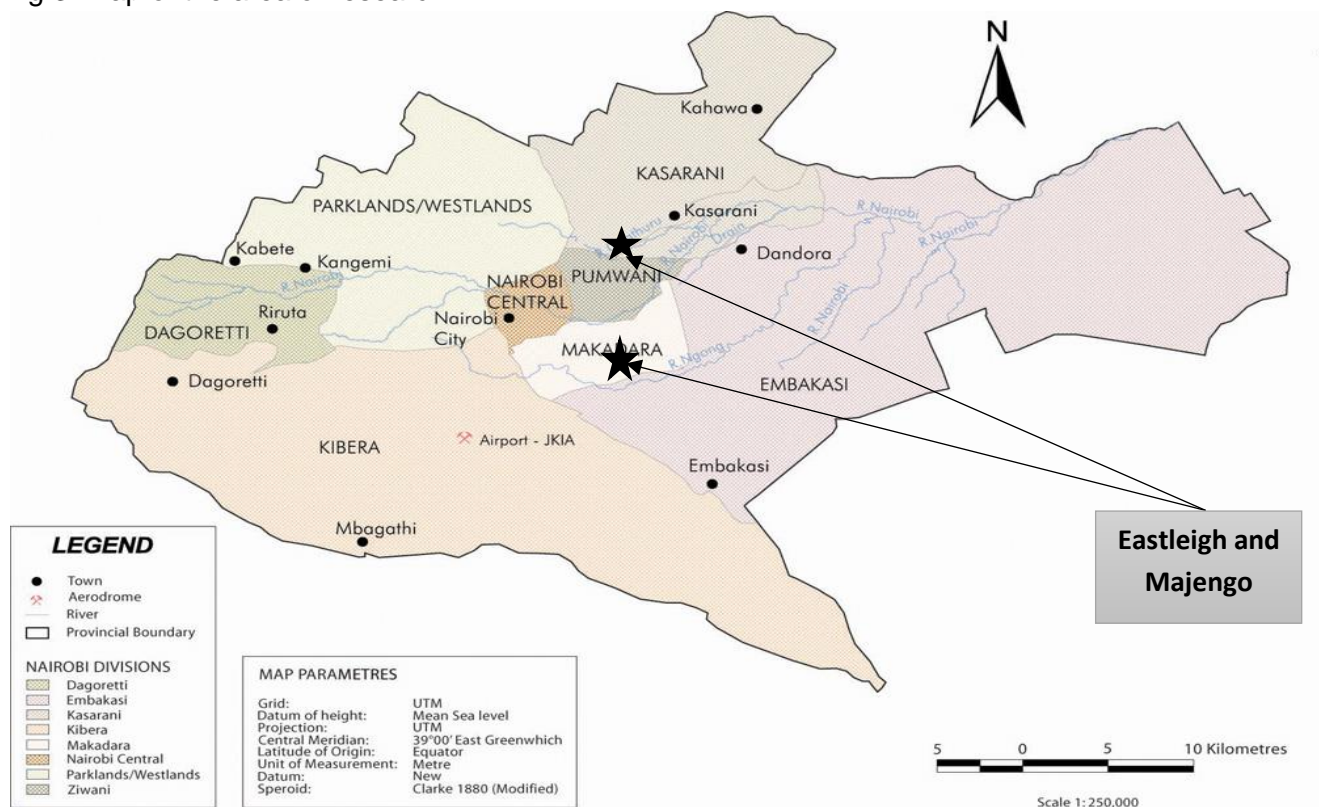 Kahawa
KASARANI
PARKLANDS/WESTLANDS
Kasarani
R.Nairobi
R.Nairobi
Drain
R.Nairobi
Kabete
Kangemi
Dandora
PUMWANI
NAIROBI
CENTRAL
R.Nairobi
Riruta
Nairobi
City
DAGORETTI
R.Nairobi
MAKADARA
R.Ngong
Dagoretti
EMBAKASI
KIBERA
Airport - JKIA
Embakasi
Mbagathi
N
Eastleigh and
Majengo
LEGEND
Town
Aerodrome
River
Provincial Boundary
NAIROBI DIVISIONS
Dagoretti
Embakasi
Kasarani
Kibera
Makadara
Nairobi Central
Parklands/Westlands
Ziwani
MAP PARAMETRES
Grid: UTM
Datum of height: Mean Sea level
Projection: UTM
Central Meridian: 39°00' East Greenwhich
Latitude of Origin: Equator
Unit of Measurement: Metre
Datum: New
Speroid: Clarke 1880 (Modified)
5 0 5 10 Kilometres
Scale 1: 250,000